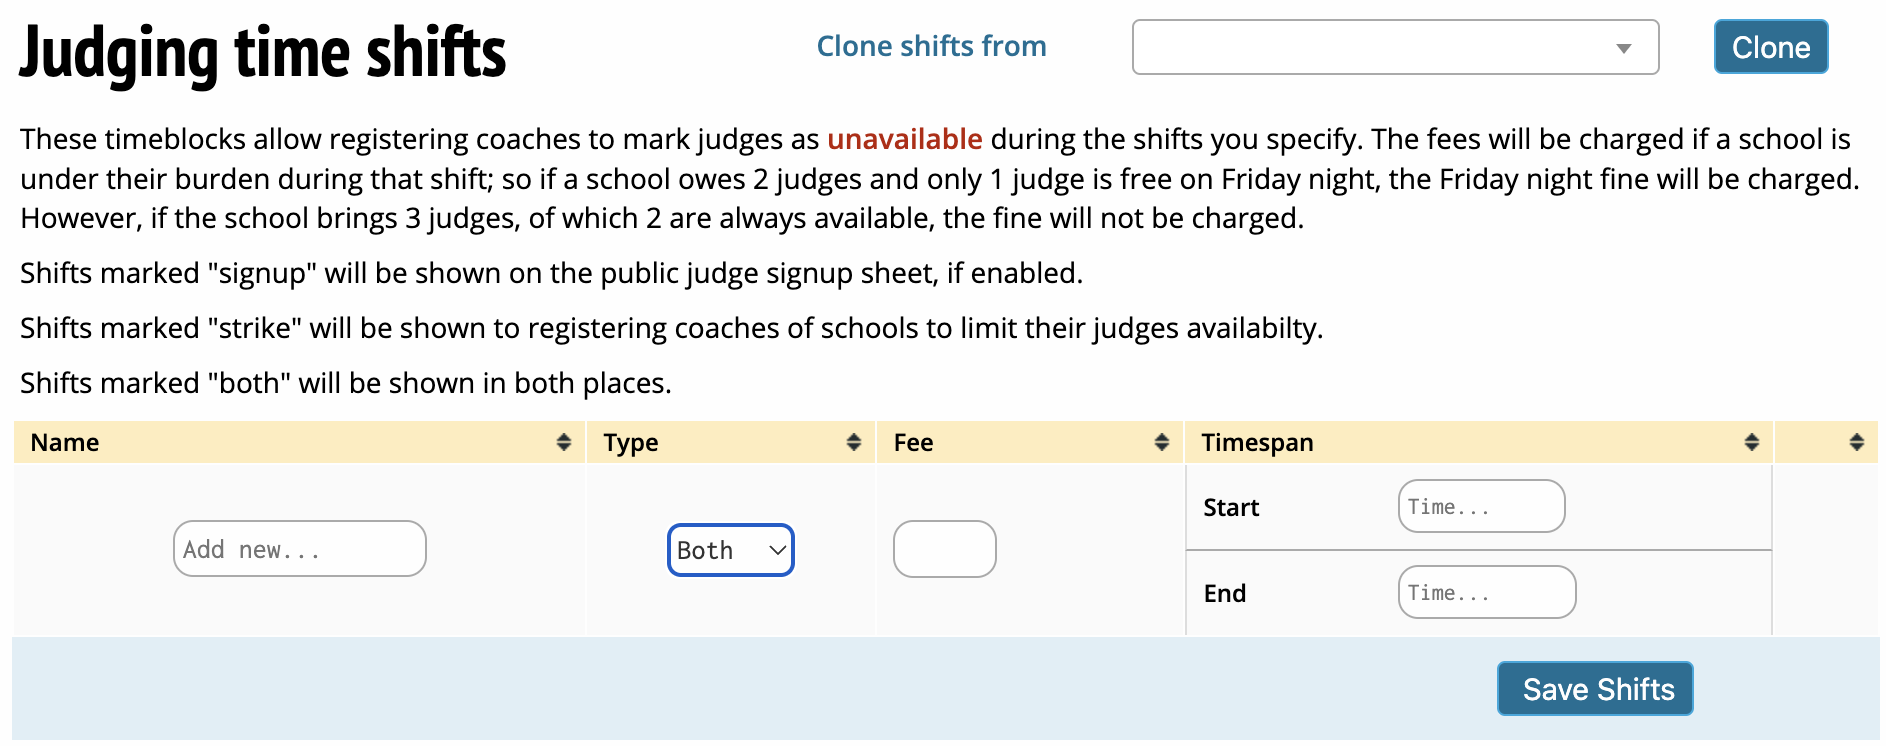 Judging time shifts
Clone shifts from
Clone
These timeblocks allow registering coaches to mark judges as unavailable during the shifts you specify. The fees will be charged if a school is
under their burden during that shift; so if a school owes 2 judges and only 1 judge is free on Friday night, the Friday night fine will be charged.
However, if the school brings 3 judges, of which 2 are always available, the fine will not be charged.
Shifts marked "signup" will be shown on the public judge signup sheet, if enabled.
Shifts marked "strike" will be shown to registering coaches of schools to limit their judges availabilty.
Shifts marked "both" will be shown in both places.
Name Type Fee Timespan
Start Time...
Add new... Both
End Time...
Save Shifts